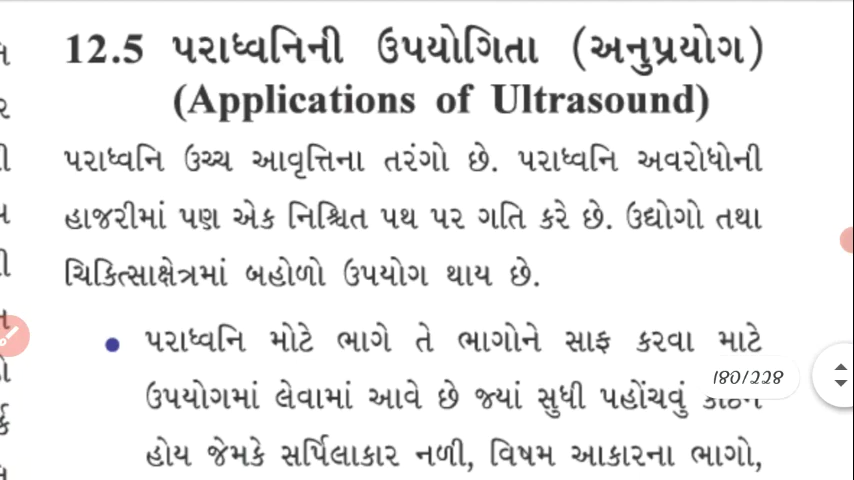 12.5 પરાધ્વનિની ઉપયોગિતા (અનુપ્રયોગ)
(Applications of Ultrasound)
પરાધ્વનિ ઉચ્ચ આવૃત્તિના તરંગો છે. પરાધ્વનિ અવરોધોની
હાજરીમાં પણ એક નિશ્ચિત પથ પર ગતિ કરે છે. ઉદ્યોગો તથા
ચિકિત્સાક્ષેત્રમાં બહોળો ઉપયોગ થાય છે.
• પરાધ્વનિ મોટે ભાગે તે ભાગોને સાફ કરવા માટે
ઉપયોગમાં લેવામાં આવે છે જ્યાં સુધી પહોંચવું
હોય જેમકે સર્પિલાકાર નળી, વિષમ આકારના ભાગો,
180/228